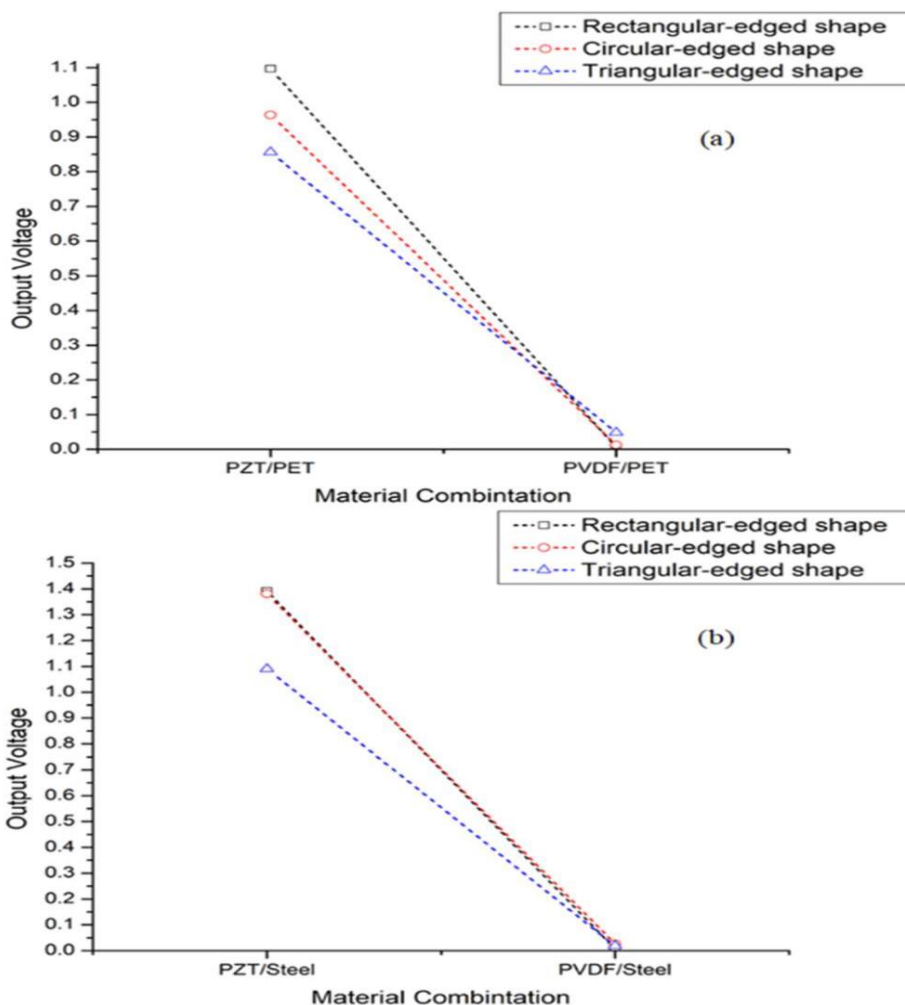 Rectangular-edged shape
Circular-edged shape
Triangular-edged shape
(a)
1.1
1.0
0.9
0.8
0.7
0.6
0.5
0.4
0.3
0.2
0.1
0.0
Output Voltage
PZT/PET PVDF/PET
Material Combintation
Rectangular-edged shape
Circular-edged shape
Triangular-edged shape
(b)
1.5
1.4
1.3
1.2
1.1
1.0
0.9
0.8
0.7
0.6
0.5
0.4
0.3
0.2
0.1
0.0
Output Voltage
PZT/Steel PVDF/Steel
Material Combintation